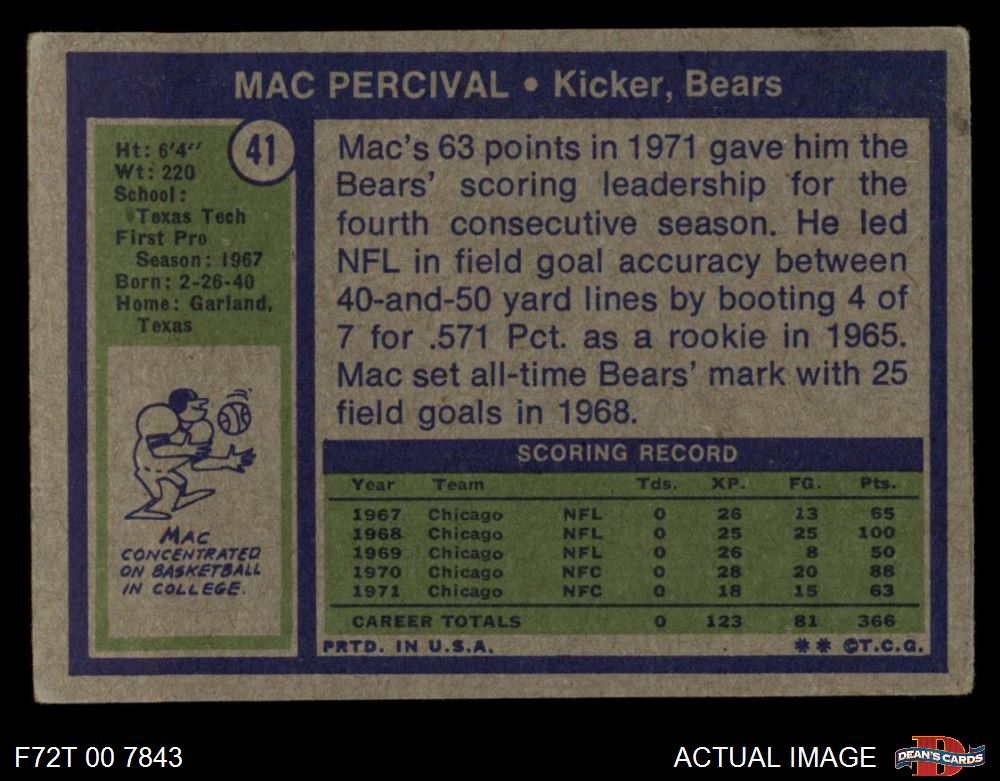 MAC PERCIVAL • Kicker, Bears
41
Ht: 6'4''
Wt: 220
School:
Texas Tech
First Pro
Season: 1967
Born: 2-26-40
Home: Garland,
Texas
MAC
CONCENTRATED
ON BASKETBALL
IN COLLEGE.
Mac's 63 points in 1971 gave him the
Bears' scoring leadership for the
fourth consecutive season. He led
NFL in field goal accuracy between
40-and-50 yard lines by booting 4 of
7 for .571 Pct. as a rookie in 1965.
Mac set all-time Bears' mark with 25
field goals in 1968.
SCORING RECORD
Year Team Tds. XP. FG. Pts.
1967 Chicago NFL 0 26 13 65
1968 Chicago NFL 0 25 25 100
1969 Chicago NFL 0 26 8 50
1970 Chicago NFC 0 28 20 88
1971 Chicago NFC 0 18 15 63
CAREER TOTALS 0 123 81 366
PRTD. IN U.S.A. ** ©T.C.G.
F72T 00 7843
ACTUAL IMAGE
D
DEAN'S CARDS